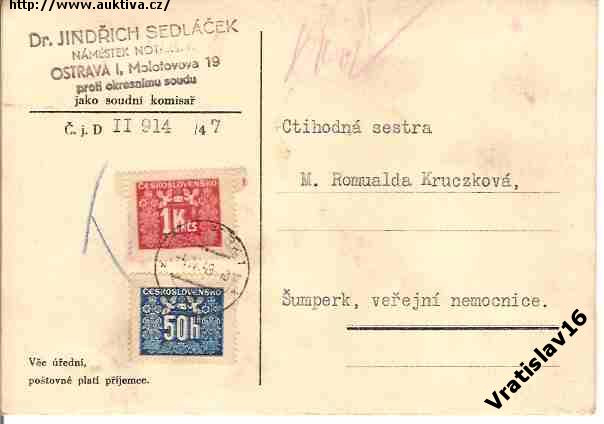 http://www.auktiva.cz/
Dr. JINDŘICH SEDLÁČEK
NÁMĚSTEK
OSTRAVA I, Molotovova 19
proti okresnímu soudu
jako soudní komisař
Č. j. D II 914 /47
Ctihodná sestra
M. Romualda Kruczková,
Šumperk, veřejní nemocnice.
ČESKOSLOVENSKO
1 Kčs
ČESKOSLOVENSKO
50h
Věc úřední,
poštovné platí příjemce.
Vratislav16